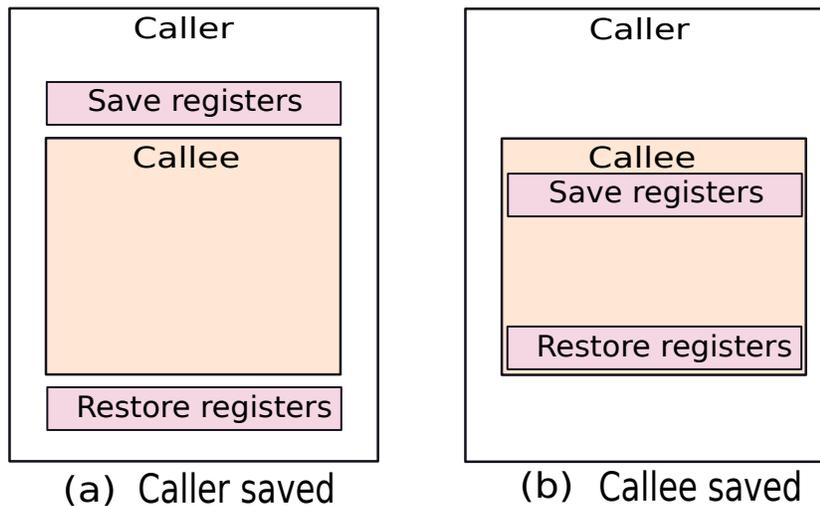 Caller
Save registers
Callee
Restore registers
(a) Caller saved
Caller
Callee
Save registers
Restore registers
(b) Callee saved